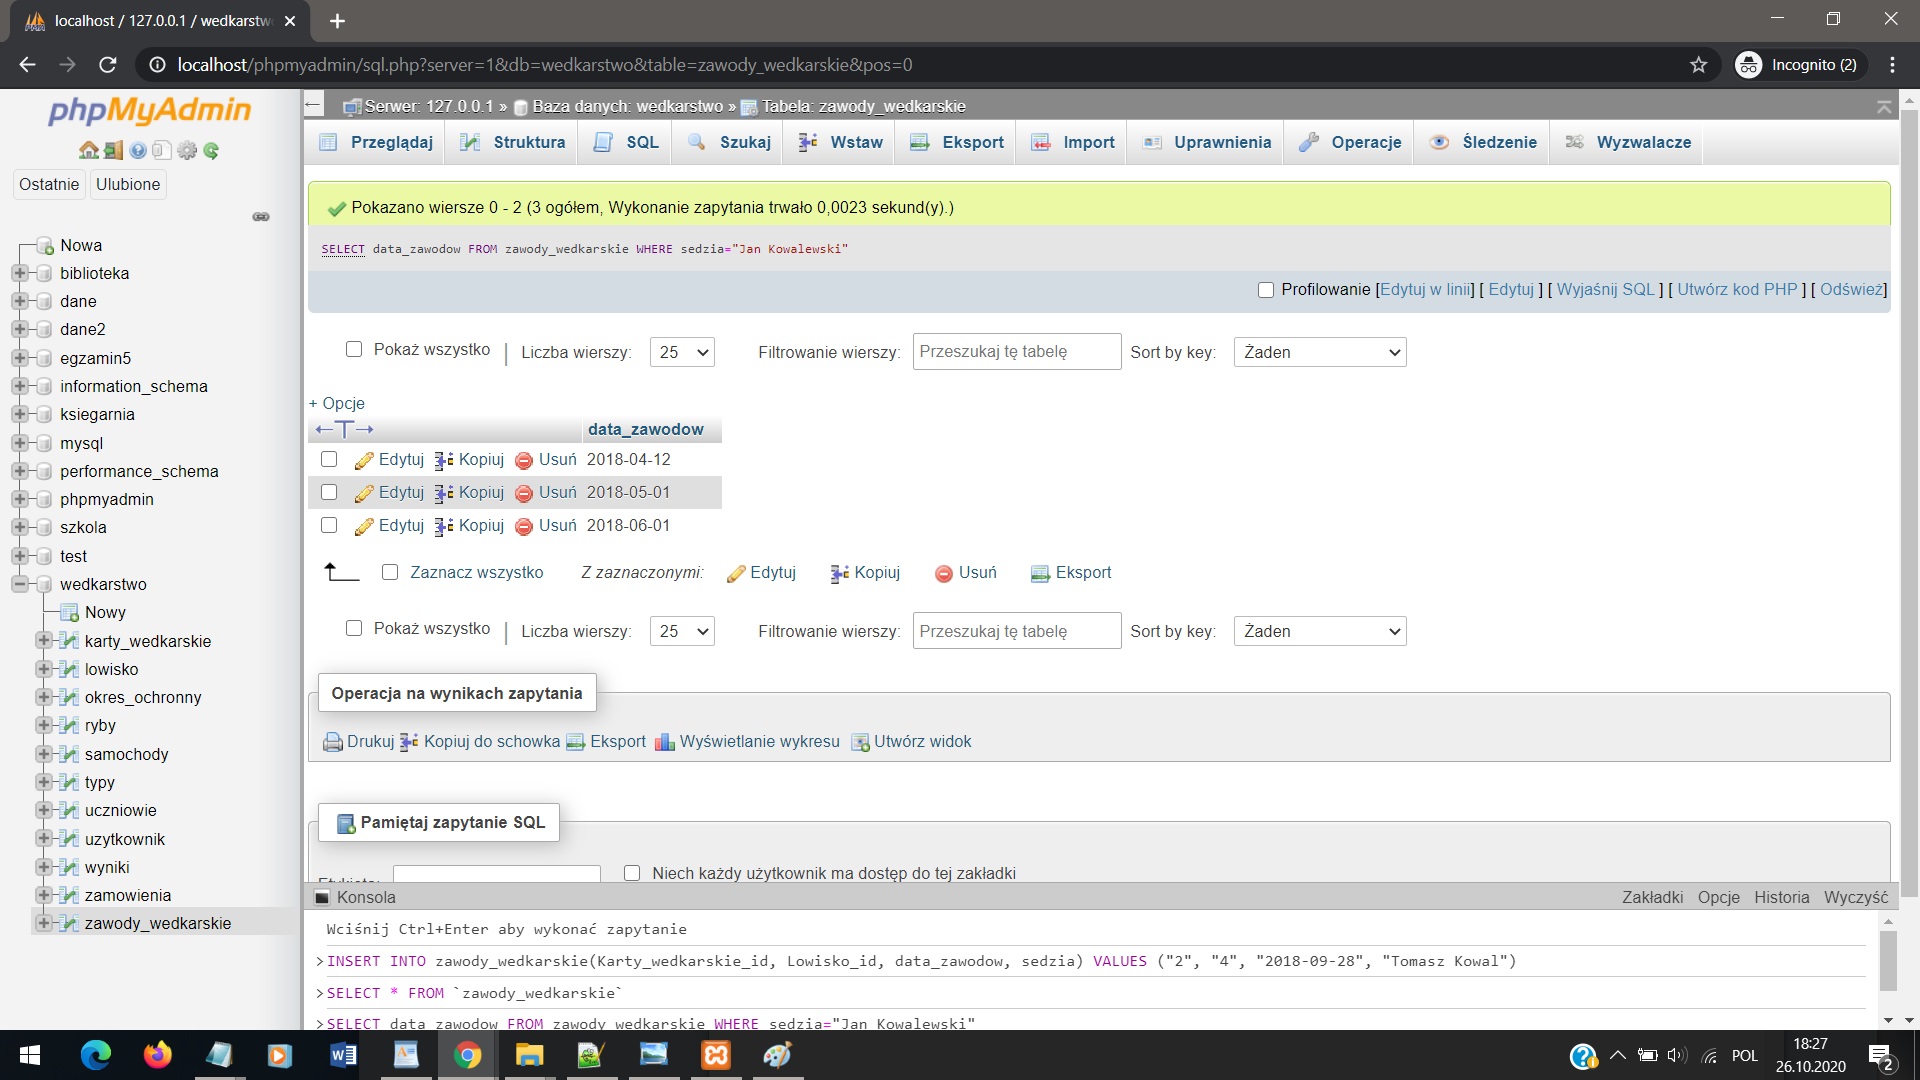 localhost / 127.0.0.1 / wedkarstw
localhost/phpmyadmin/sql.php?server=1&db=wedkarstwo&table=zawody_wedkarskie&pos=0
Incognito (2)
phpMyAdmin
Ostatnie Ulubione
Nowa
biblioteka
dane
dane2
egzamin5
information_schema
ksiegarnia
mysql
performance_schema
phpmyadmin
szkola
test
wedkarstwo
Nowy
karty_wedkarskie
lowisko
okres_ochronny
ryby
samochody
typy
uczniowie
uzytkownik
wyniki
zamowienia
zawody_wedkarskie
Serwer: 127.0.0.1 » Baza danych: wedkarstwo » Tabela: zawody_wedkarskie
Przeglądaj Struktura SQL Szukaj Wstaw Eksport Import Uprawnienia Operacje Śledzenie Wyzwalacze
Pokazano wiersze 0 - 2 (3 ogółem, Wykonanie zapytania trwało 0,0023 sekund(y).)
SELECT data_zawodow FROM zawody_wedkarskie WHERE sedzia="Jan Kowalewski"
Profilowanie [Edytuj w linii] [ Edytuj ] [ Wyjaśnij SQL ] [ Utwórz kod PHP ] [ Odśwież]
Pokaż wszystko | Liczba wierszy: 25 Filtrowanie wierszy: Przeszukaj tę tabelę Sort by key: Żaden
+ Opcje
←T→ data_zawodow
Edytuj Kopiuj Usuń 2018-04-12
Edytuj Kopiuj Usuń 2018-05-01
Edytuj Kopiuj Usuń 2018-06-01
Zaznacz wszystko Z zaznaczonymi: Edytuj Kopiuj Usuń Eksport
Pokaż wszystko | Liczba wierszy: 25 Filtrowanie wierszy: Przeszukaj tę tabelę Sort by key: Żaden
Operacja na wynikach zapytania
Drukuj Kopiuj do schowka Eksport Wyświetlanie wykresu Utwórz widok
Pamiętaj zapytanie SQL
Etykieta: Niech każdy użytkownik ma dostęp do tej zakładki
Konsola Zakładki Opcje Historia Wyczyść
Wciśnij Ctrl+Enter aby wykonać zapytanie
>INSERT INTO zawody_wedkarskie(Karty_wedkarskie_id, Lowisko_id, data_zawodow, sedzia) VALUES ("2", "4", "2018-09-28", "Tomasz Kowal")
>SELECT * FROM `zawody_wedkarskie`
>SELECT data_zawodow FROM zawody_wedkarskie WHERE sedzia="Jan Kowalewski"
POL
18:27
26.10.2020
2